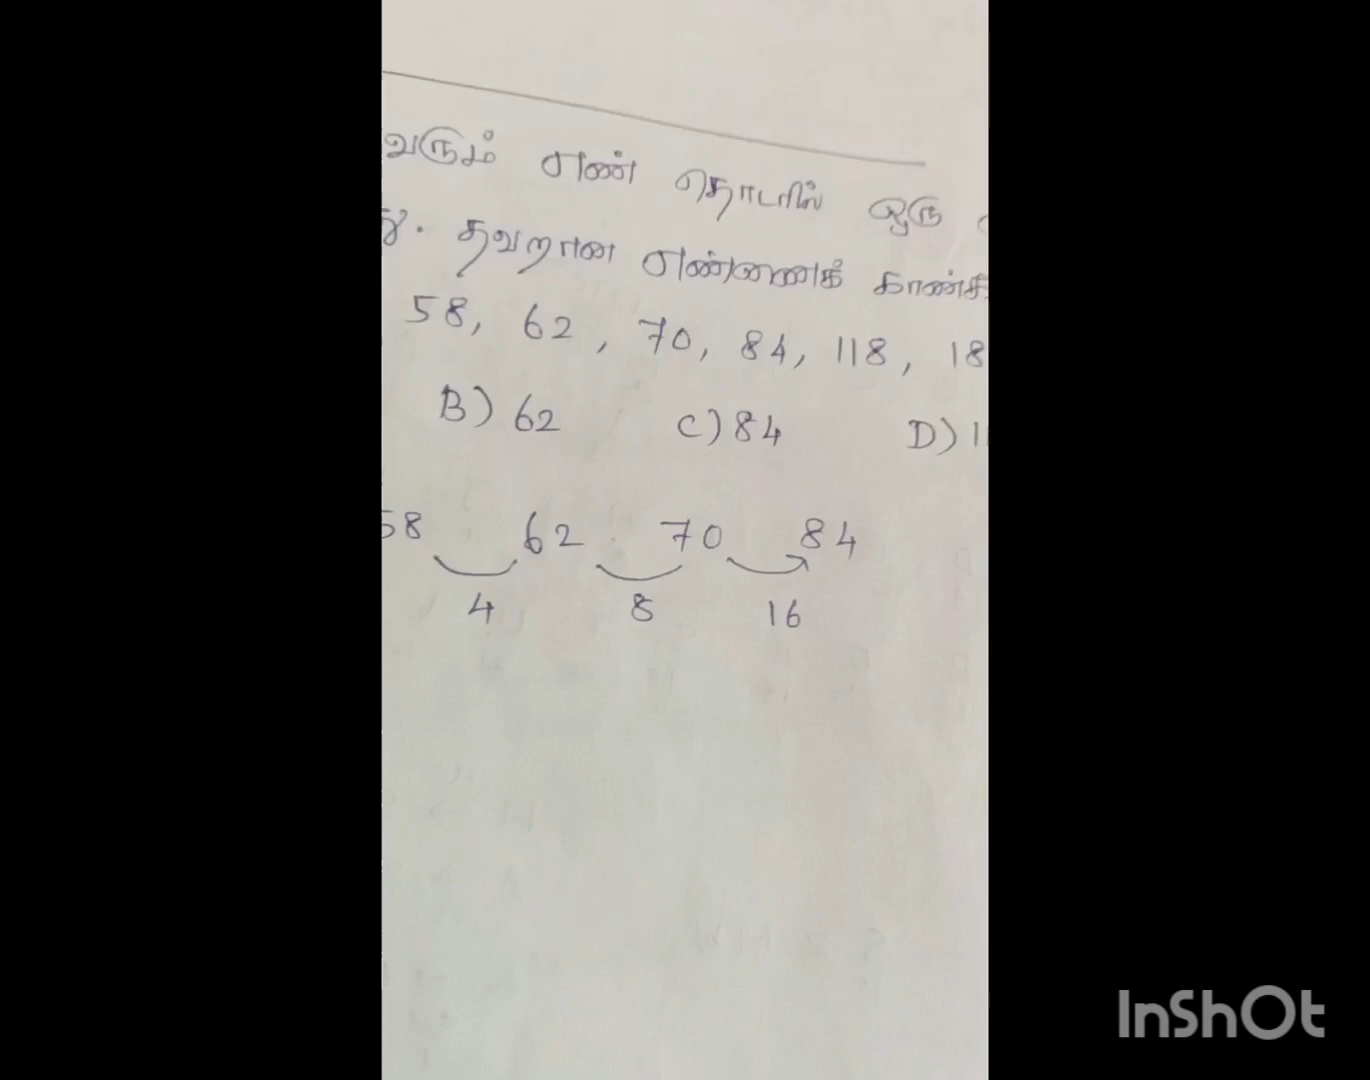 வரும் எண் தொடரில் ஒரு
தவறான எண்ணைக் காண்க
58, 62, 70, 84, 118, 18
B) 62 C) 84 D) 1
58 62 70 84
4 8 16
InShOt